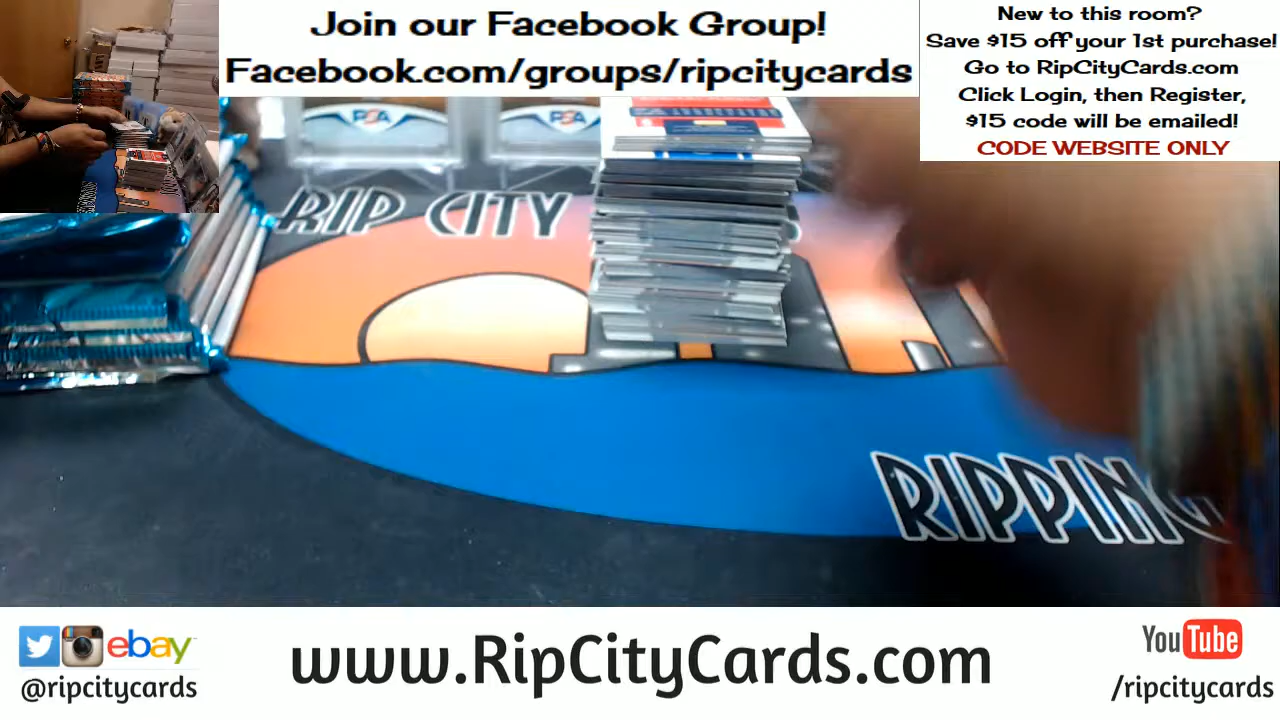 Join our Facebook Group!
Facebook.com/groups/ripcitycards
New to this room?
Save $15 off your 1st purchase!
Go to RipCityCards.com
Click Login, then Register,
$15 code will be emailed!
CODE WEBSITE ONLY
PSA
PSA
RIP CITY
RIPPING
ebay
@ripcitycards
www.RipCityCards.com
YouTube
/ripcitycards